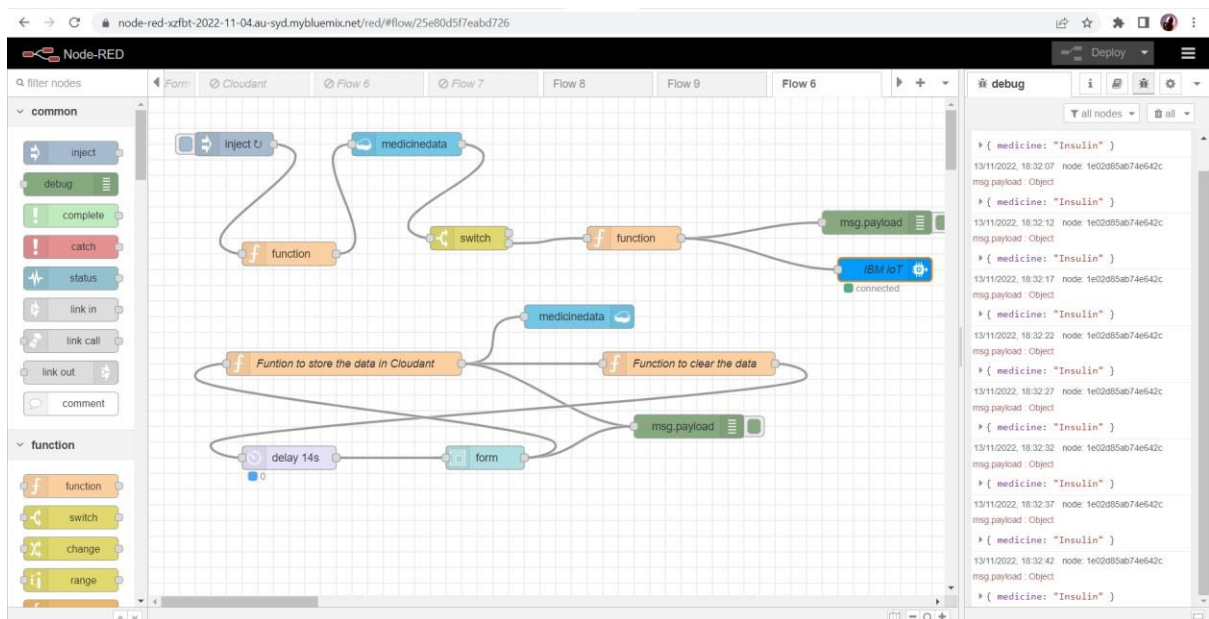 node-red-xzfbt-2022-11-04.au-syd.mybluemix.net/red/#flow/25e80d5f7eabd726
Node-RED
Deploy
filter nodes
Form
Cloudant
Flow 6
Flow 7
Flow 8
Flow 9
Flow 6
debug
all nodes
all
common
inject
debug
complete
catch
status
link in
link call
link out
comment
function
function
switch
change
range
inject ↻
medicinedata
function
switch
function
msg.payload
IBM IoT
connected
medicinedata
Funtion to store the data in Cloudant
Function to clear the data
msg.payload
delay 14s
0
form
{ medicine: "Insulin" }
13/11/2022, 18:32:07 node: 1e02d85ab74e642c
msg.payload : Object
{ medicine: "Insulin" }
13/11/2022, 18:32:12 node: 1e02d85ab74e642c
msg.payload : Object
{ medicine: "Insulin" }
13/11/2022, 18:32:17 node: 1e02d85ab74e642c
msg.payload : Object
{ medicine: "Insulin" }
13/11/2022, 18:32:22 node: 1e02d85ab74e642c
msg.payload : Object
{ medicine: "Insulin" }
13/11/2022, 18:32:27 node: 1e02d85ab74e642c
msg.payload : Object
{ medicine: "Insulin" }
13/11/2022, 18:32:32 node: 1e02d85ab74e642c
msg.payload : Object
{ medicine: "Insulin" }
13/11/2022, 18:32:37 node: 1e02d85ab74e642c
msg.payload : Object
{ medicine: "Insulin" }
13/11/2022, 18:32:42 node: 1e02d85ab74e642c
msg.payload : Object
{ medicine: "Insulin" }